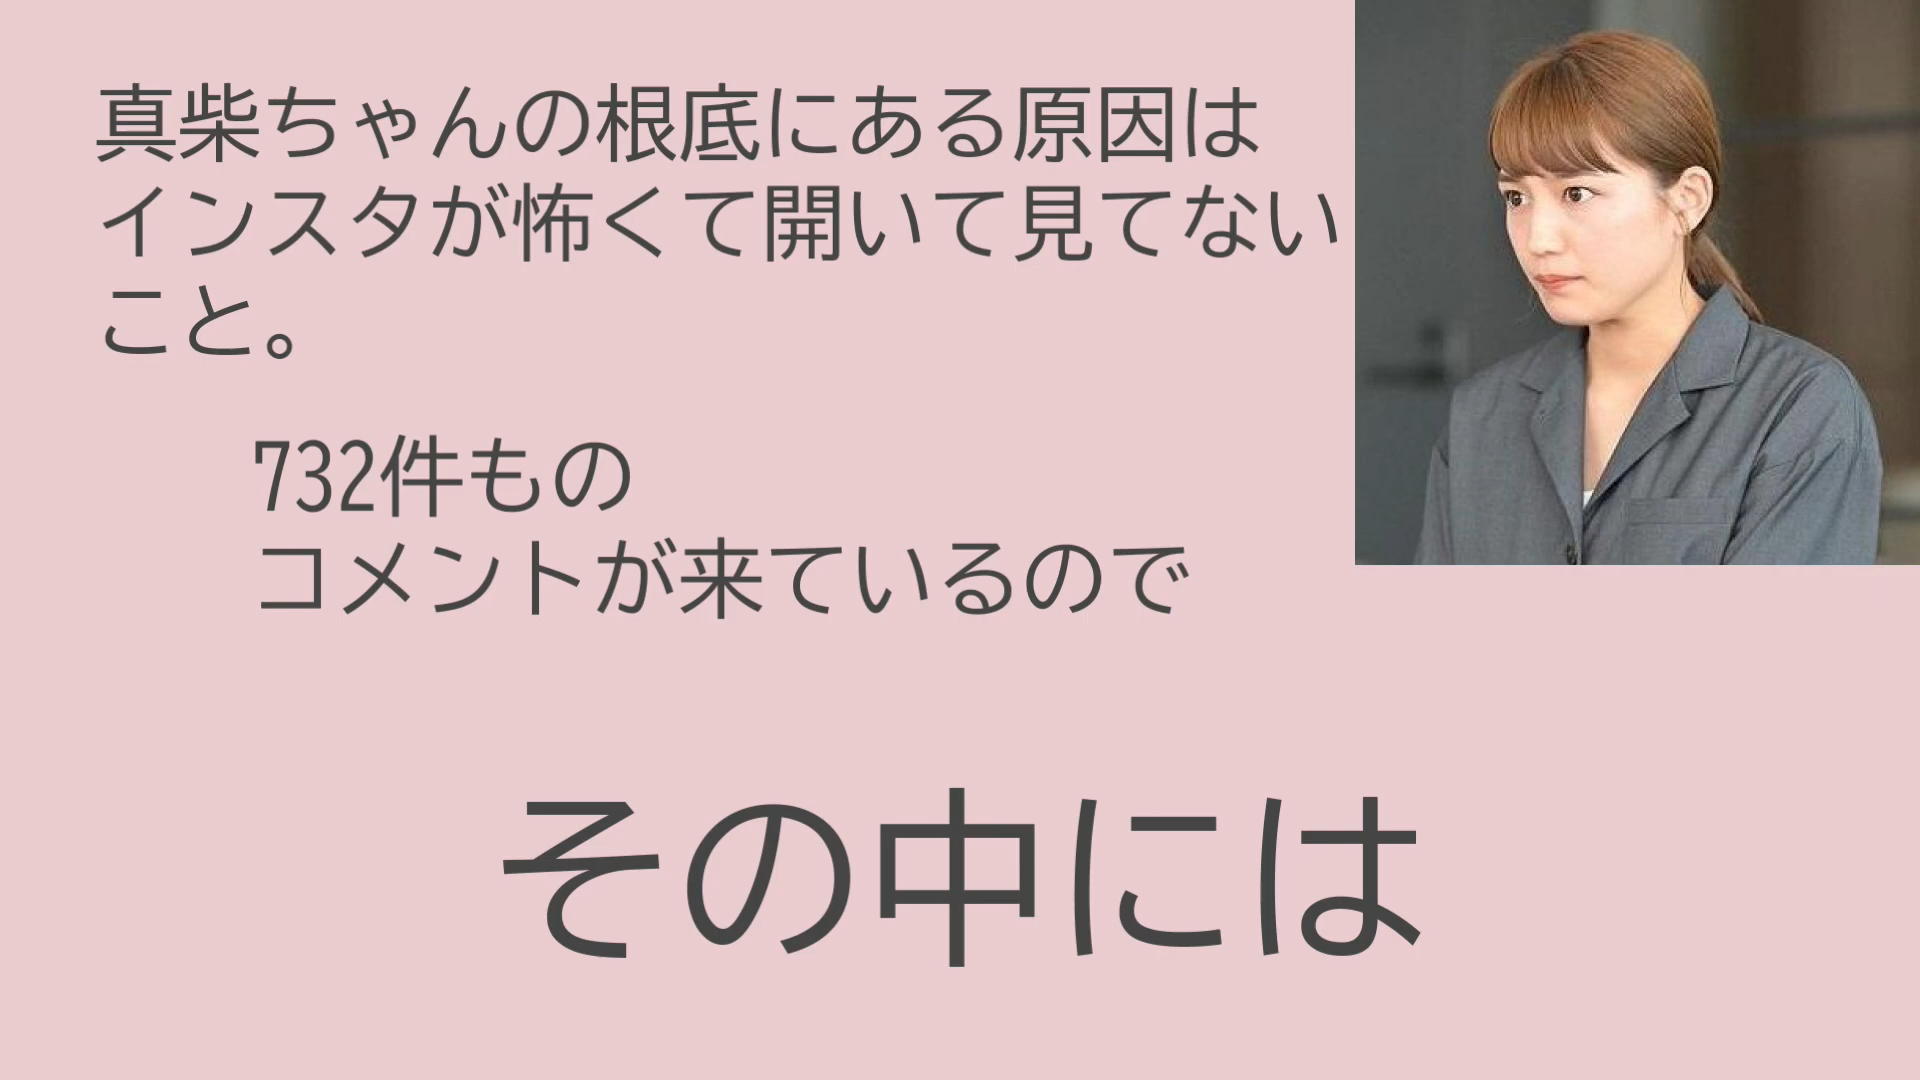 真柴ちゃんの根底にある原因は
インスタが怖くて開いて見てない
こと。
732件もの
コメントが来ているので
その中には